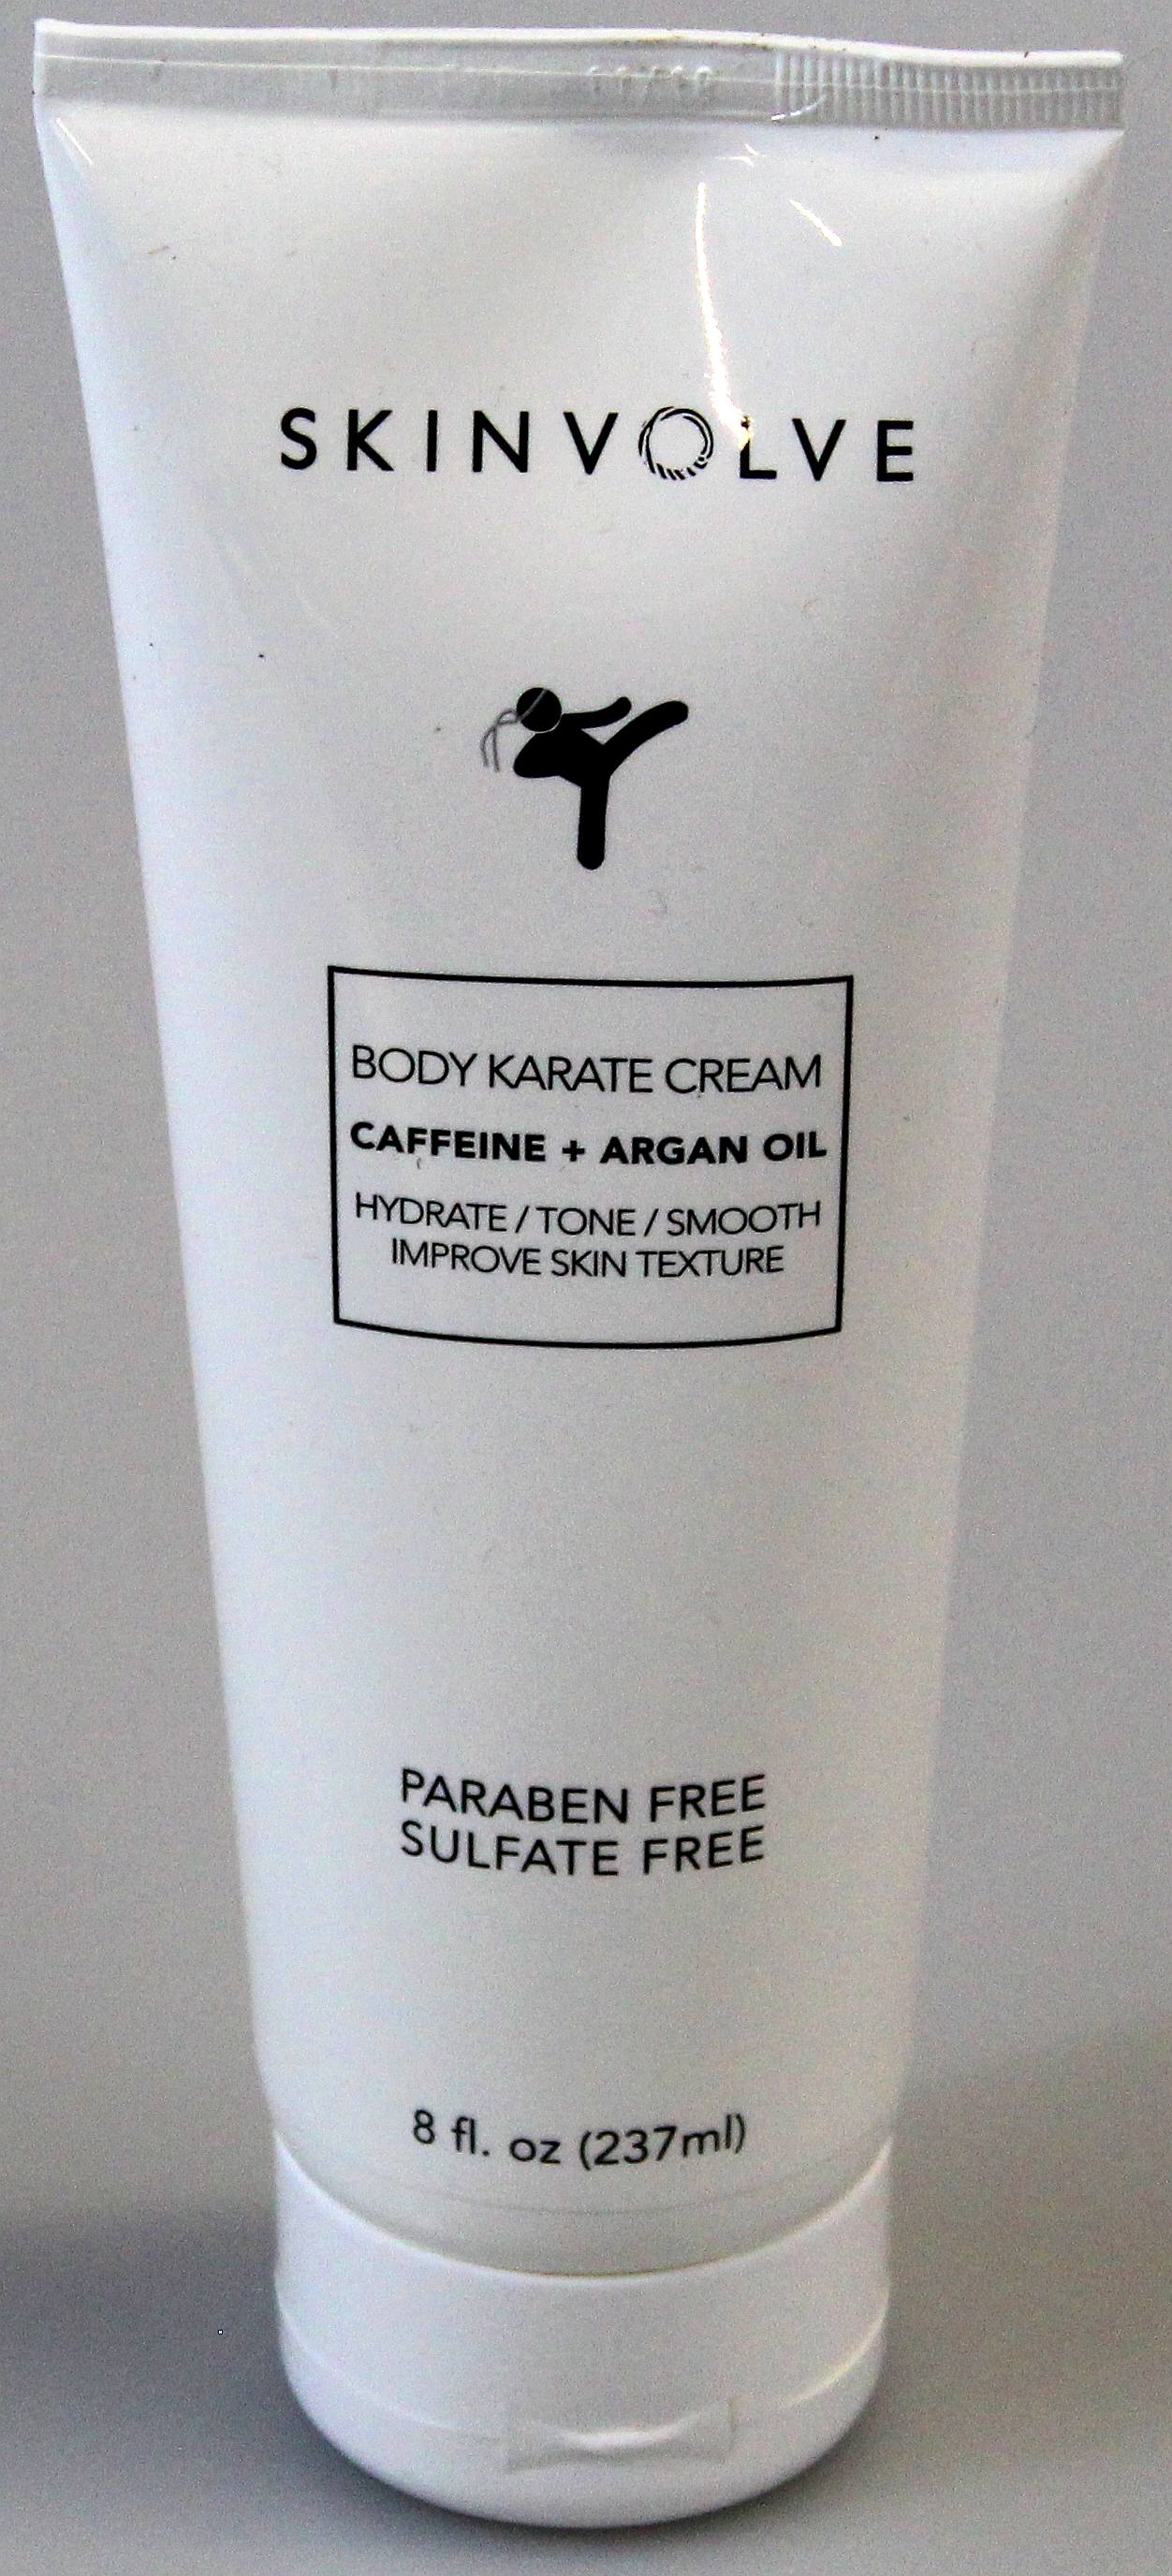 SKINVOLVE
BODY KARATE CREAM
CAFFEINE + ARGAN OIL
HYDRATE / TONE / SMOOTH
IMPROVE SKIN TEXTURE
PARABEN FREE
SULFATE FREE
8 fl. oz (237ml)